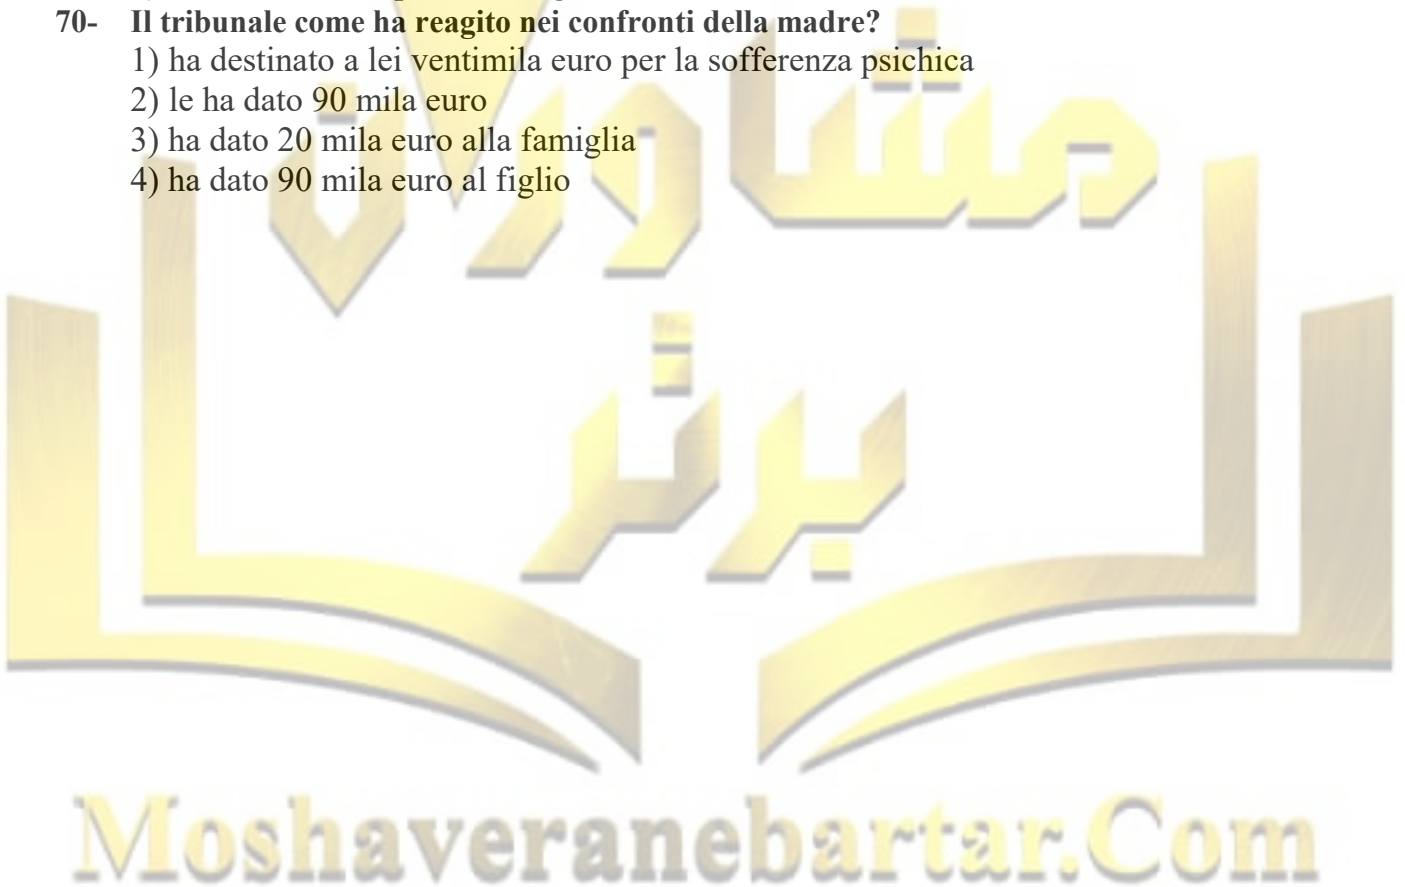 70- Il tribunale come ha reagito nei confronti della madre?
1) ha destinato a lei ventimila euro per la sofferenza psichica
2) le ha dato 90 mila euro
3) ha dato 20 mila euro alla famiglia
4) ha dato 90 mila euro al figlio
مشاوران
برتر
Moshaveranebartar.Com